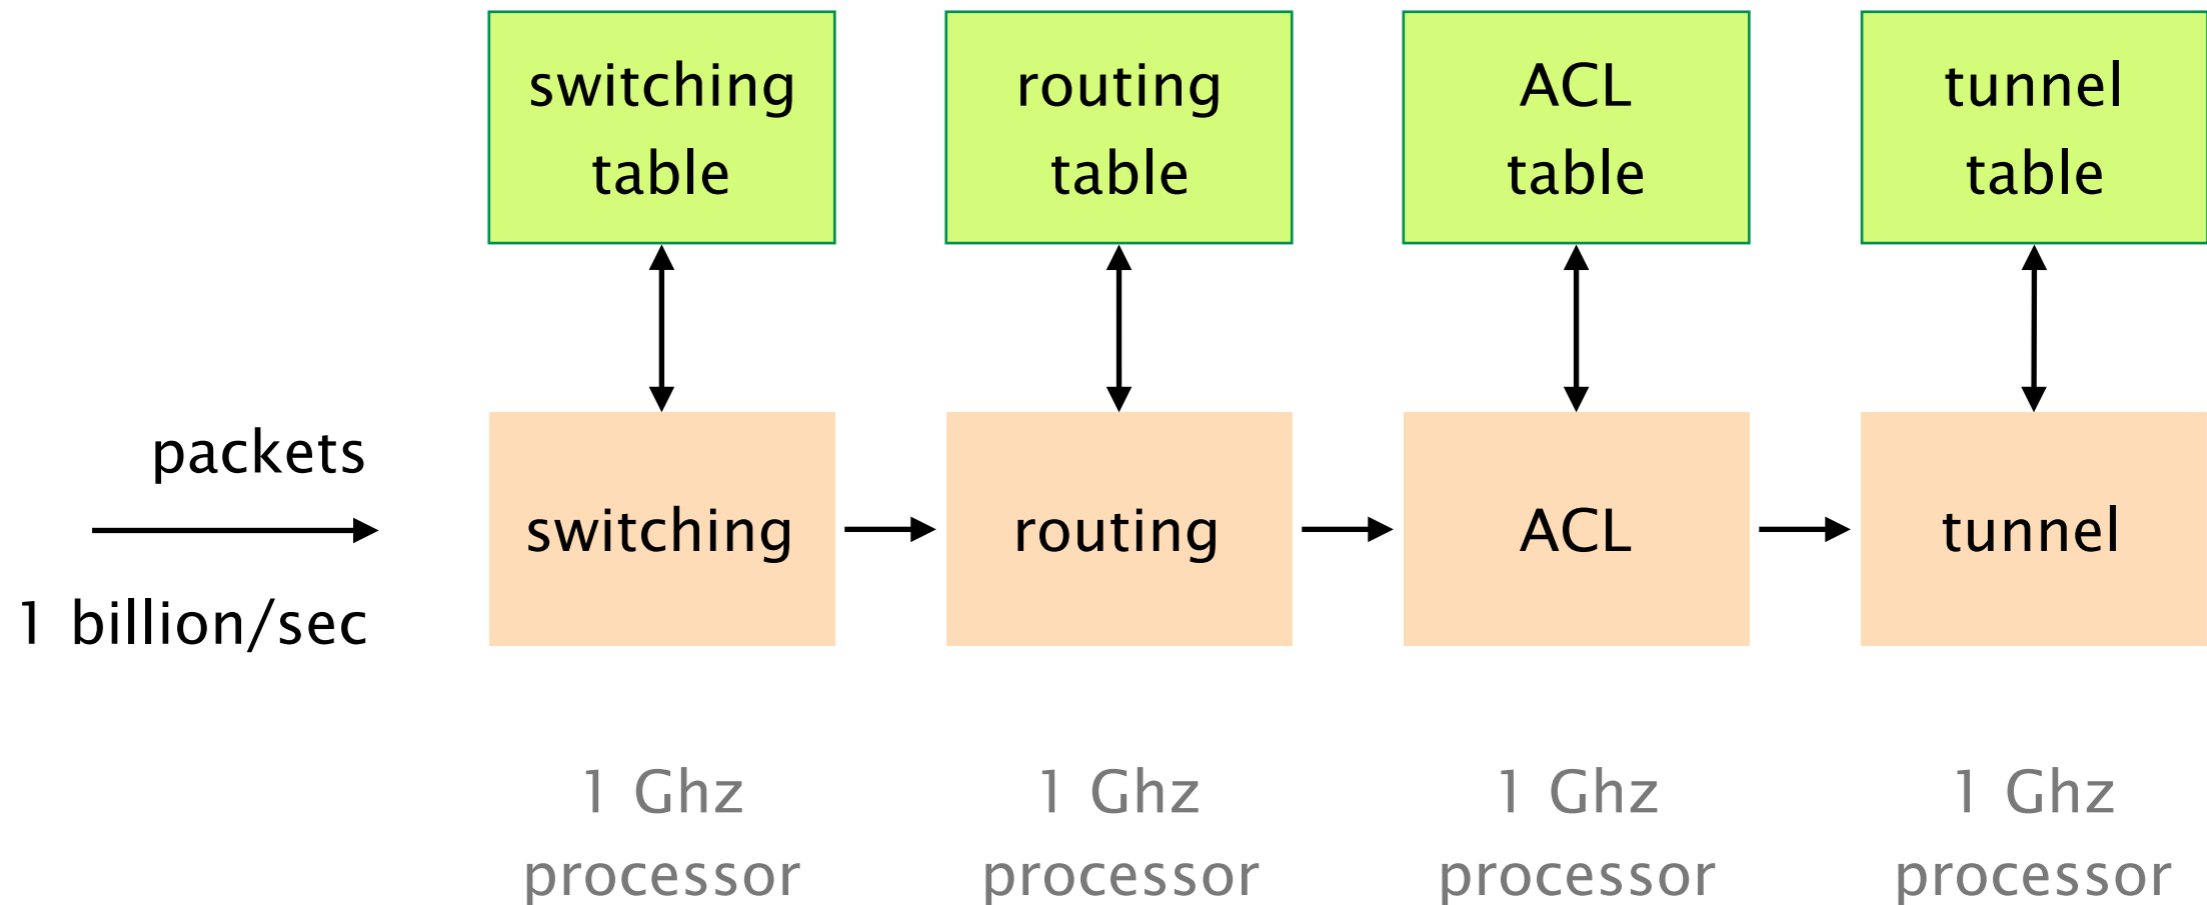 switching
table
routing
table
ACL
table
tunnel
table
packets
1 billion/sec
switching
routing
ACL
tunnel
1 Ghz
processor
1 Ghz
processor
1 Ghz
processor
1 Ghz
processor